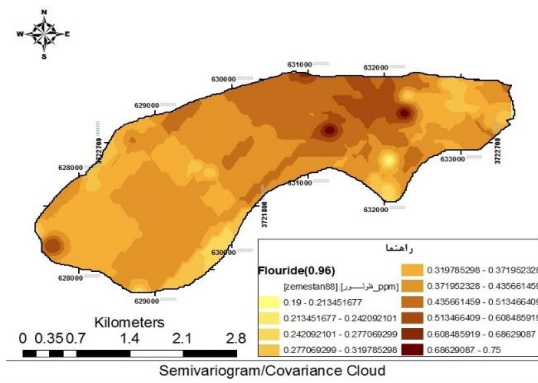 N
W E
S
631000
632000
630000
629000
3722700
3722700
628000
633000
631000
3721800
632000
630000
628000
629000
راهنما
Flouride(0.96)
[zemestan88].[فلوئور_ppm]
0.19 - 0.213451677
0.213451677 - 0.242092101
0.242092101 - 0.277069299
0.277069299 - 0.319785298
0.319785298 - 0.371952328
0.371952328 - 0.435661459
0.435661459 - 0.513466409
0.513466409 - 0.608485919
0.608485919 - 0.68629087
0.68629087 - 0.75
Kilometers
0 0.35 0.7 1.4 2.1 2.8
Semivariogram/Covariance Cloud